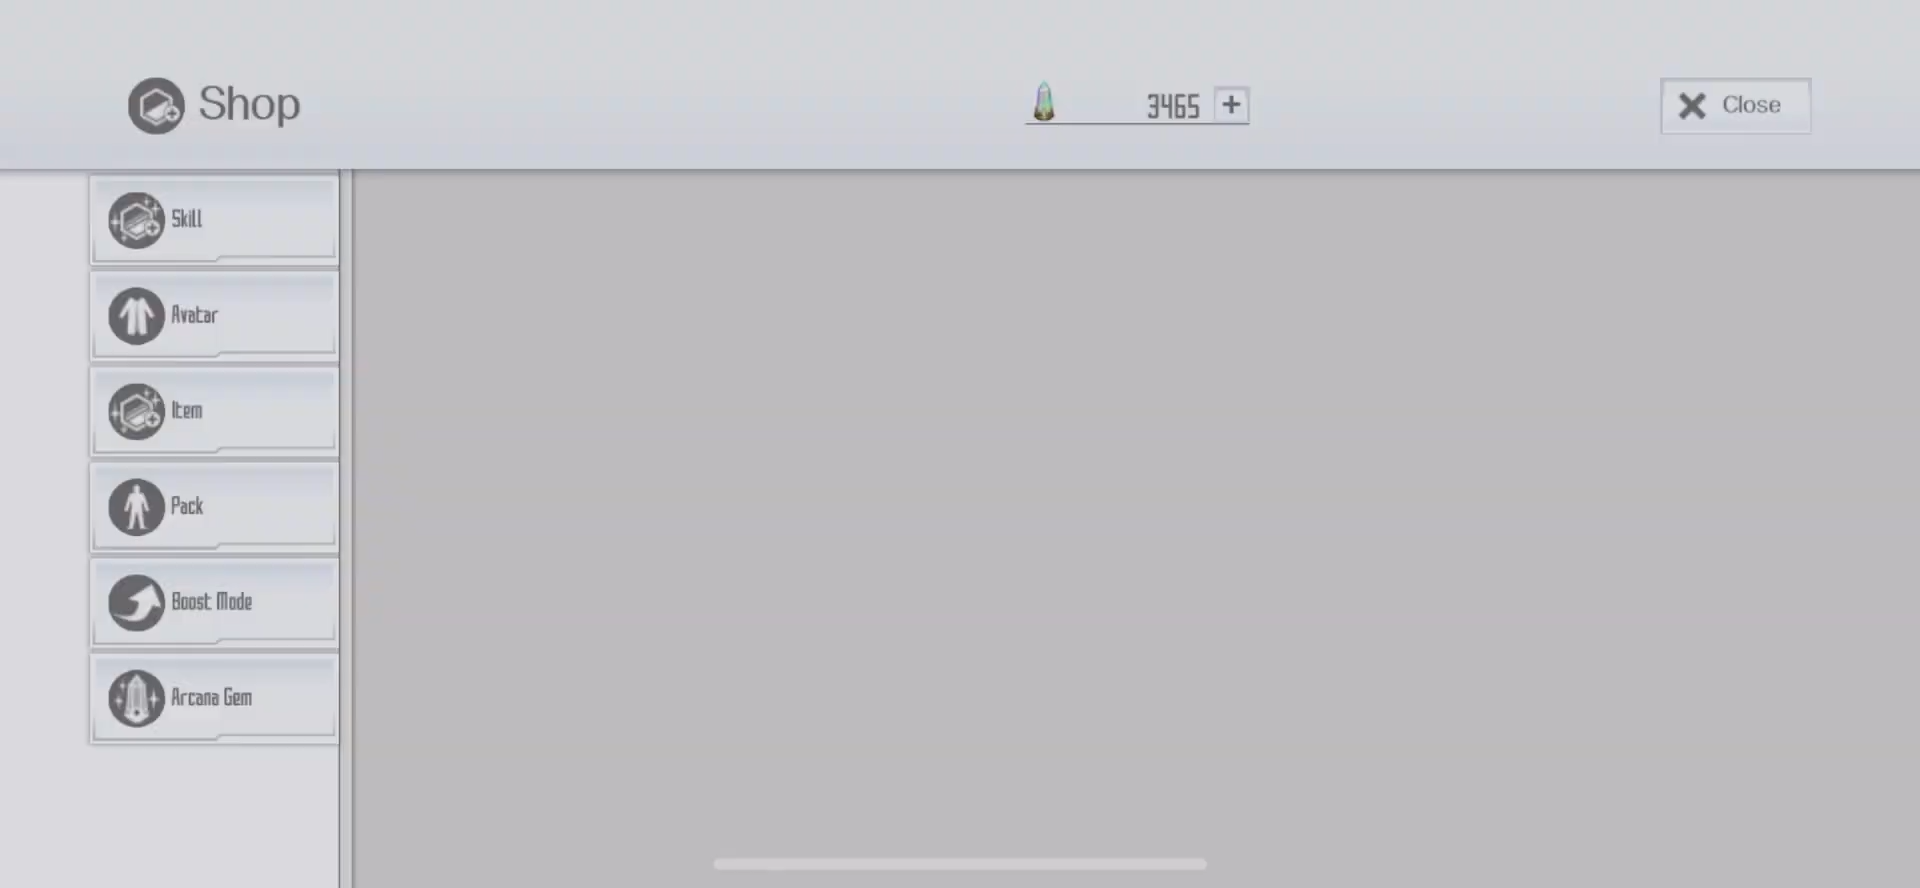 Shop
3465
Close
Skill
Avatar
Item
Pack
Boost Mode
Arcana Gem